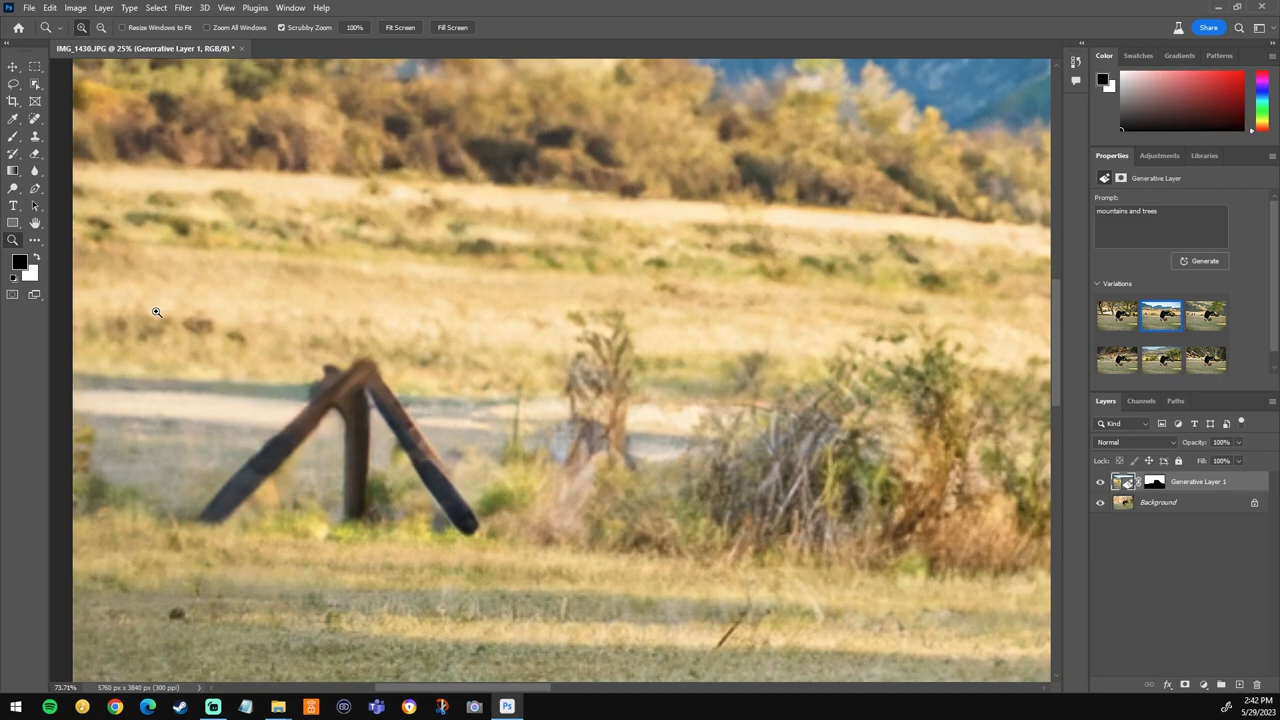 Ps File Edit Image Layer Type Select Filter 3D View Plugins Window Help
Resize Windows to Fit Zoom All Windows Scrubby Zoom 100% Fit Screen Fill Screen Share
IMG_1430.JPG @ 25% (Generative Layer 1, RGB/8) *
Color Swatches Gradients Patterns
Properties Adjustments Libraries
Generative Layer
Prompt:
mountains and trees
Generate
Variations
Layers Channels Paths
Kind
Normal Opacity: 100%
Lock: Fill: 100%
Generative Layer 1
Background
73.71% 5760 px x 3840 px (300 ppi)
Ps
2:42 PM
5/29/2023